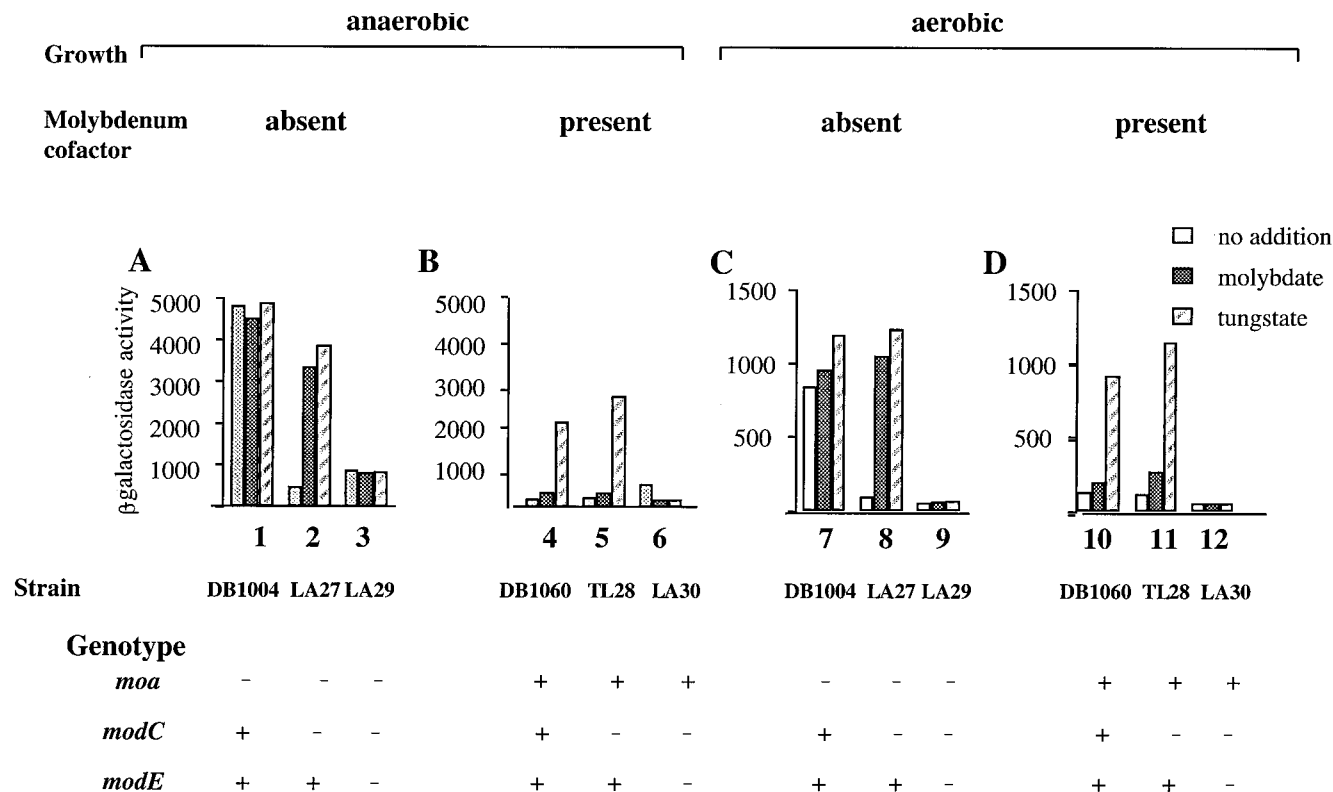 anaerobic aerobic
Growth
Molybdenum cofactor absent present absent present
no addition
molybdate
tungstate
A B C D
β-galactosidase activity
5000 4000 3000 2000 1000
5000 4000 3000 2000 1000
1500 1000 500
1500 1000 500
1 2 3 4 5 6 7 8 9 10 11 12
Strain DB1004 LA27 LA29 DB1060 TL28 LA30 DB1004 LA27 LA29 DB1060 TL28 LA30
Genotype
moa - - - + + + - - - + + +
modC + - - + - - + - - + - -
modE + + - + + - + + - + + -